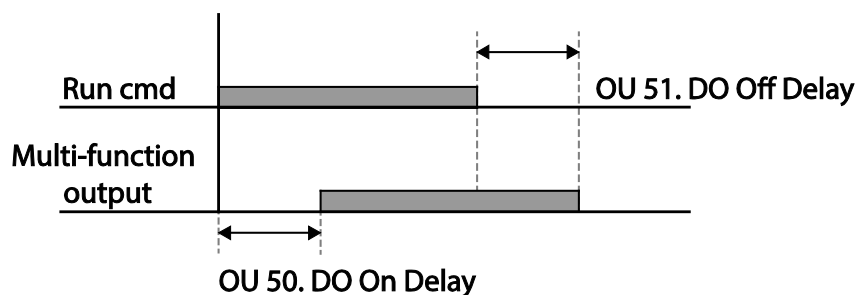 Run cmd
OU 51. DO Off Delay
Multi-function
output
OU 50. DO On Delay